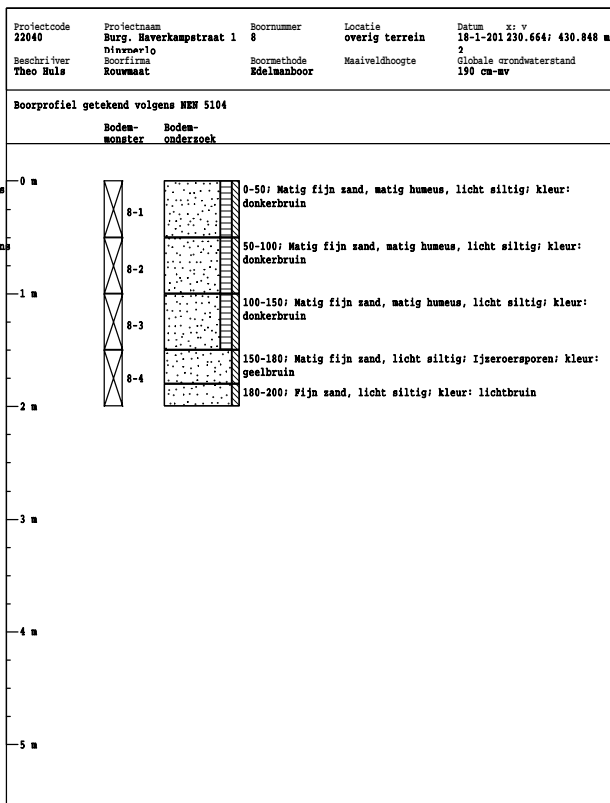 Projectcode Projectnaam Boornummer Locatie Datum x: y
22040 Burg. Haverkampstraat 1 8 overig terrein 18-1-201 230.664; 430.848 m
Dinxperlo 2
Beschrijver Boorfirma Boormethode Maaiveldhoogte Globale grondwaterstand
Theo Huls Rouwmaat Edelmanboor 190 cm-mv
Boorprofiel getekend volgens NEN 5104
Bodem- Bodem-
monster onderzoek
0 m
8-1 0-50; Matig fijn zand, matig humeus, licht siltig; kleur:
donkerbruin
8-2 50-100; Matig fijn zand, matig humeus, licht siltig; kleur:
donkerbruin
1 m
8-3 100-150; Matig fijn zand, matig humeus, licht siltig; kleur:
donkerbruin
8-4 150-180; Matig fijn zand, licht siltig; Ijzeroersporen; kleur:
geelbruin
180-200; Fijn zand, licht siltig; kleur: lichtbruin
2 m
3 m
4 m
5 m